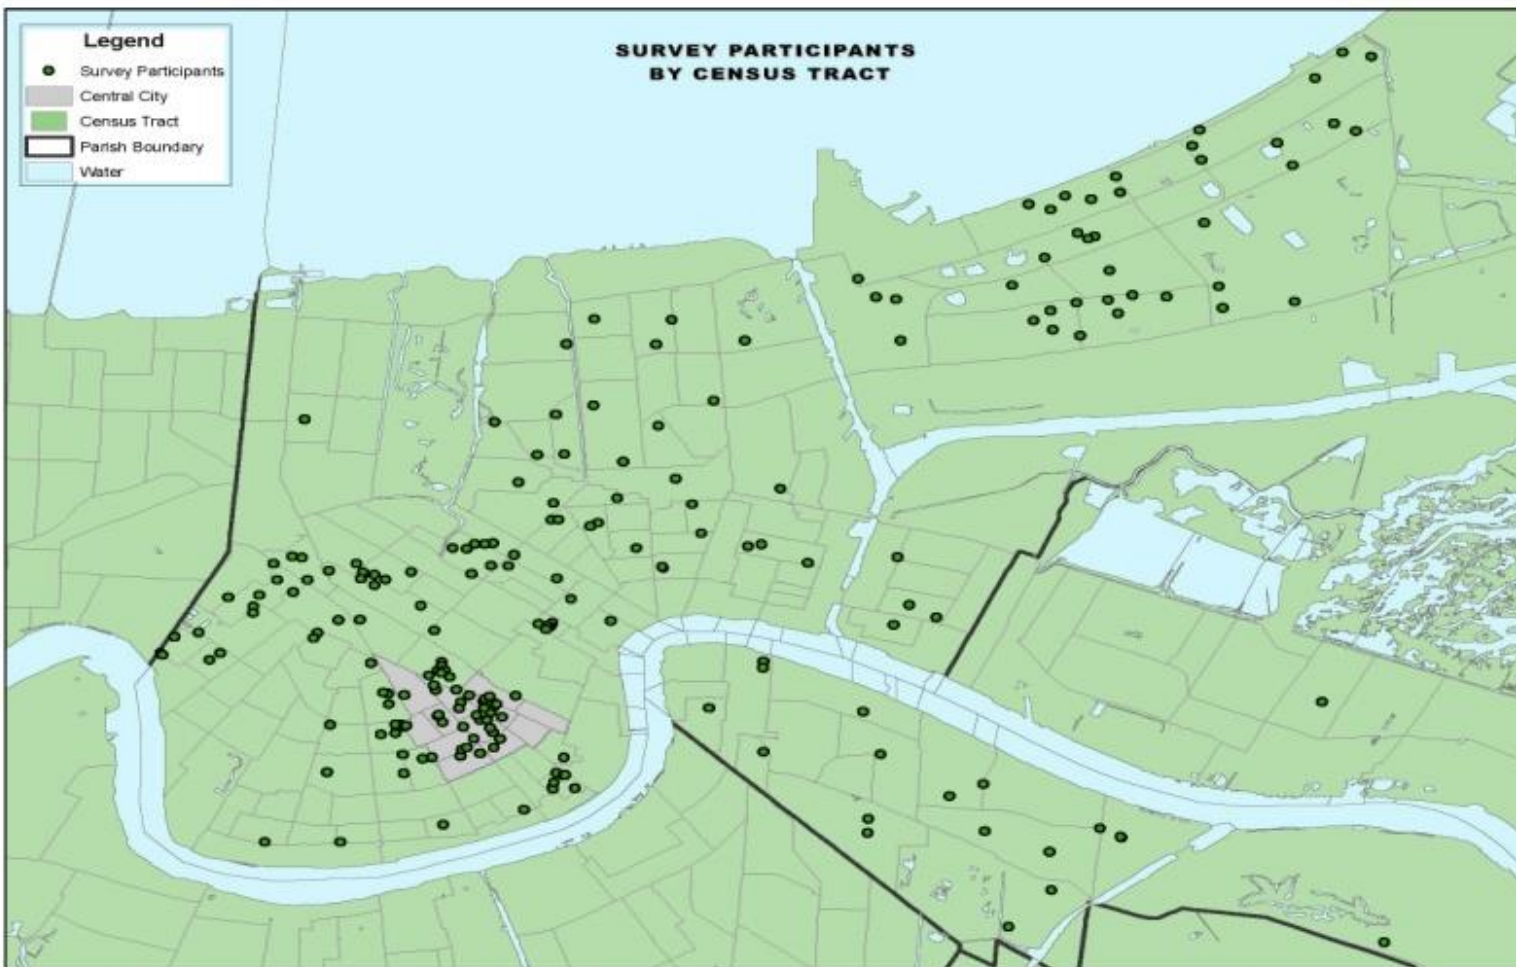 Legend
Survey Participants
Central City
Census Tract
Parish Boundary
Water
SURVEY PARTICIPANTS
BY CENSUS TRACT